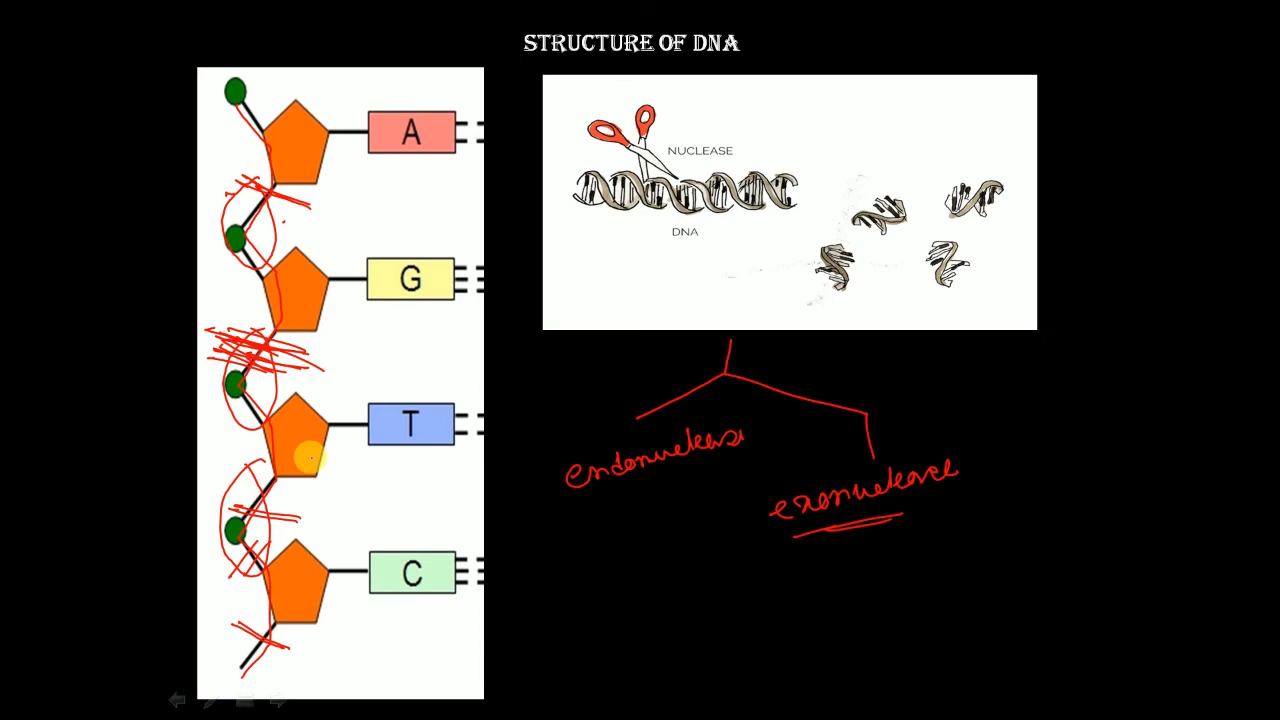 STRUCTURE OF DNA
A
G
T
C
NUCLEASE
DNA
endonuclease
exonuclease